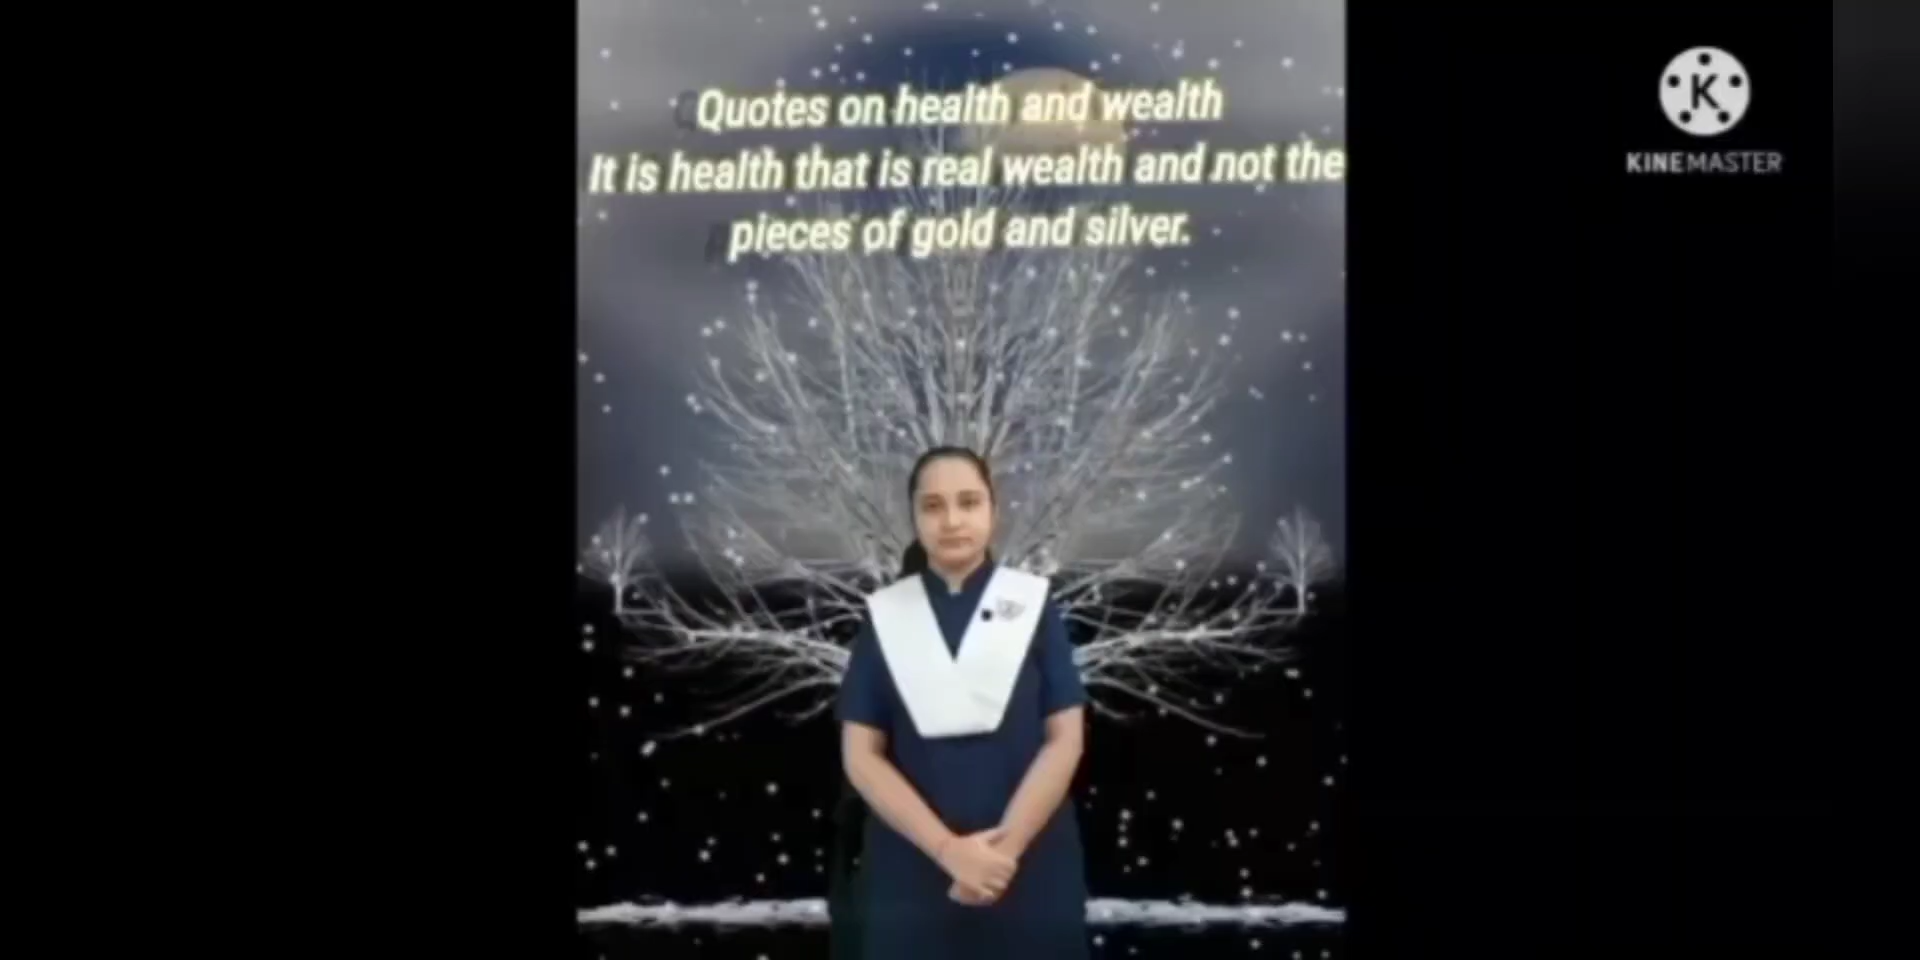 Quotes on health and wealth
It is health that is real wealth and not the
pieces of gold and silver.
K
KINEMASTER